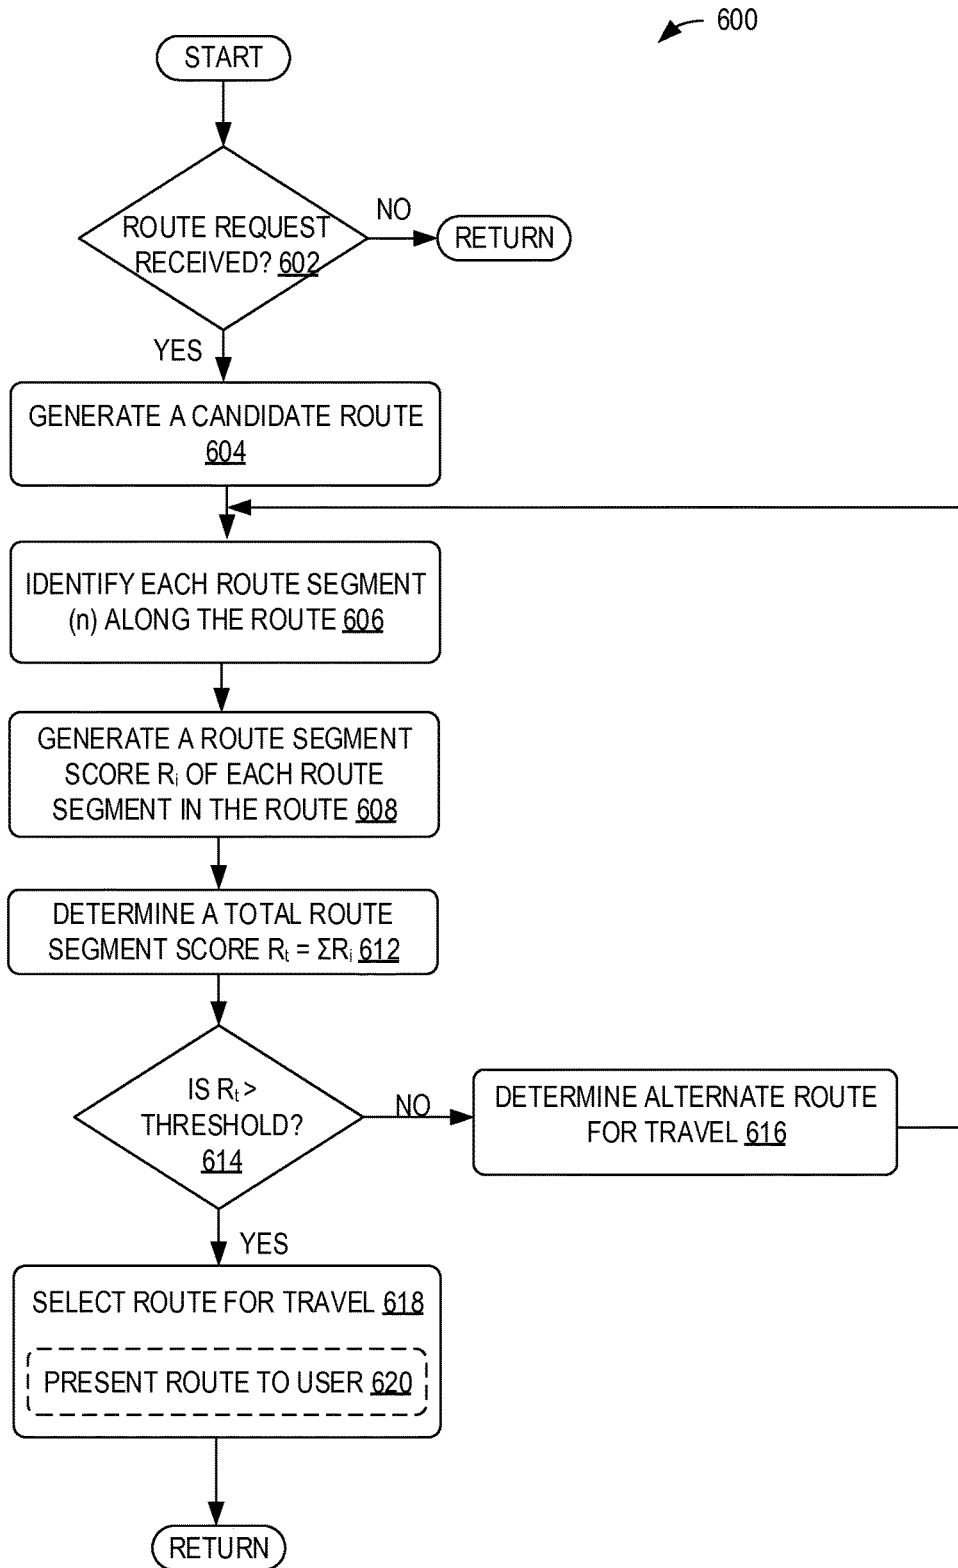 600
START
ROUTE REQUEST
RECEIVED? 602
NO
RETURN
YES
GENERATE A CANDIDATE ROUTE
604
IDENTIFY EACH ROUTE SEGMENT
(n) ALONG THE ROUTE 606
GENERATE A ROUTE SEGMENT
SCORE Rᵢ OF EACH ROUTE
SEGMENT IN THE ROUTE 608
DETERMINE A TOTAL ROUTE
SEGMENT SCORE Rₜ = ΣRᵢ 612
IS Rₜ >
THRESHOLD?
614
NO
DETERMINE ALTERNATE ROUTE
FOR TRAVEL 616
YES
SELECT ROUTE FOR TRAVEL 618
PRESENT ROUTE TO USER 620
RETURN